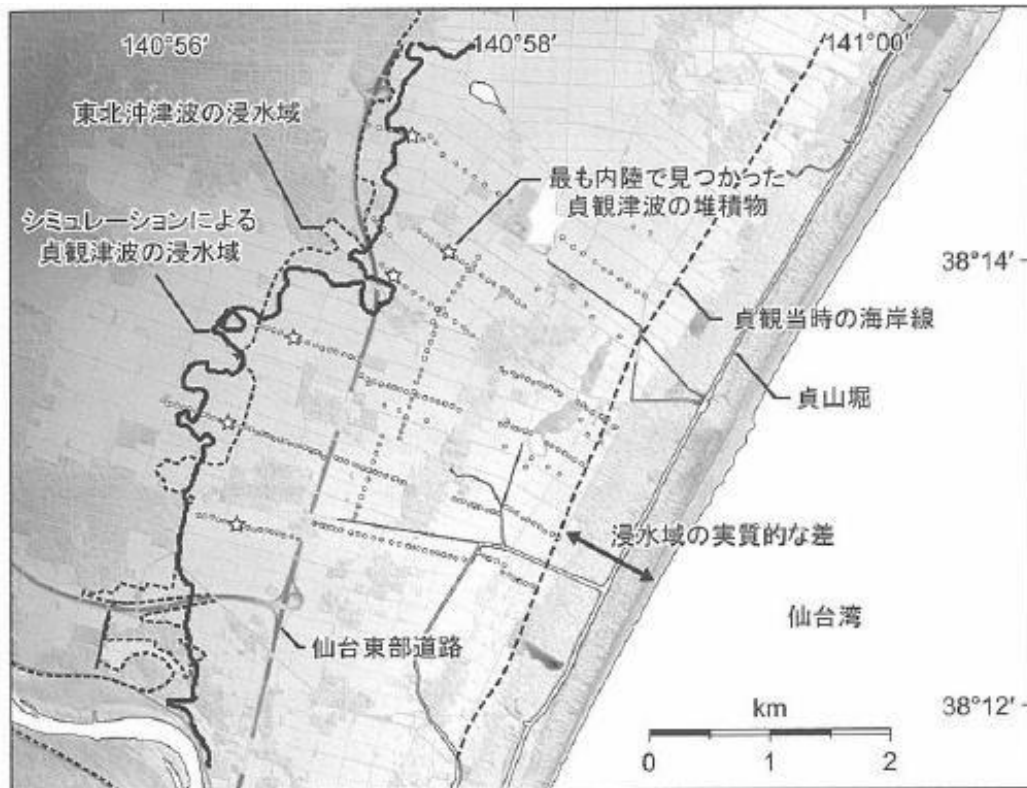 140°56′
140°58′
141°00′
東北沖津波の浸水域
最も内陸で見つかった
貞観津波の堆積物
シミュレーションによる
貞観津波の浸水域
38°14′
貞観当時の海岸線
貞山堀
浸水域の実質的な差
仙台湾
仙台東部道路
38°12′
km
0 1 2